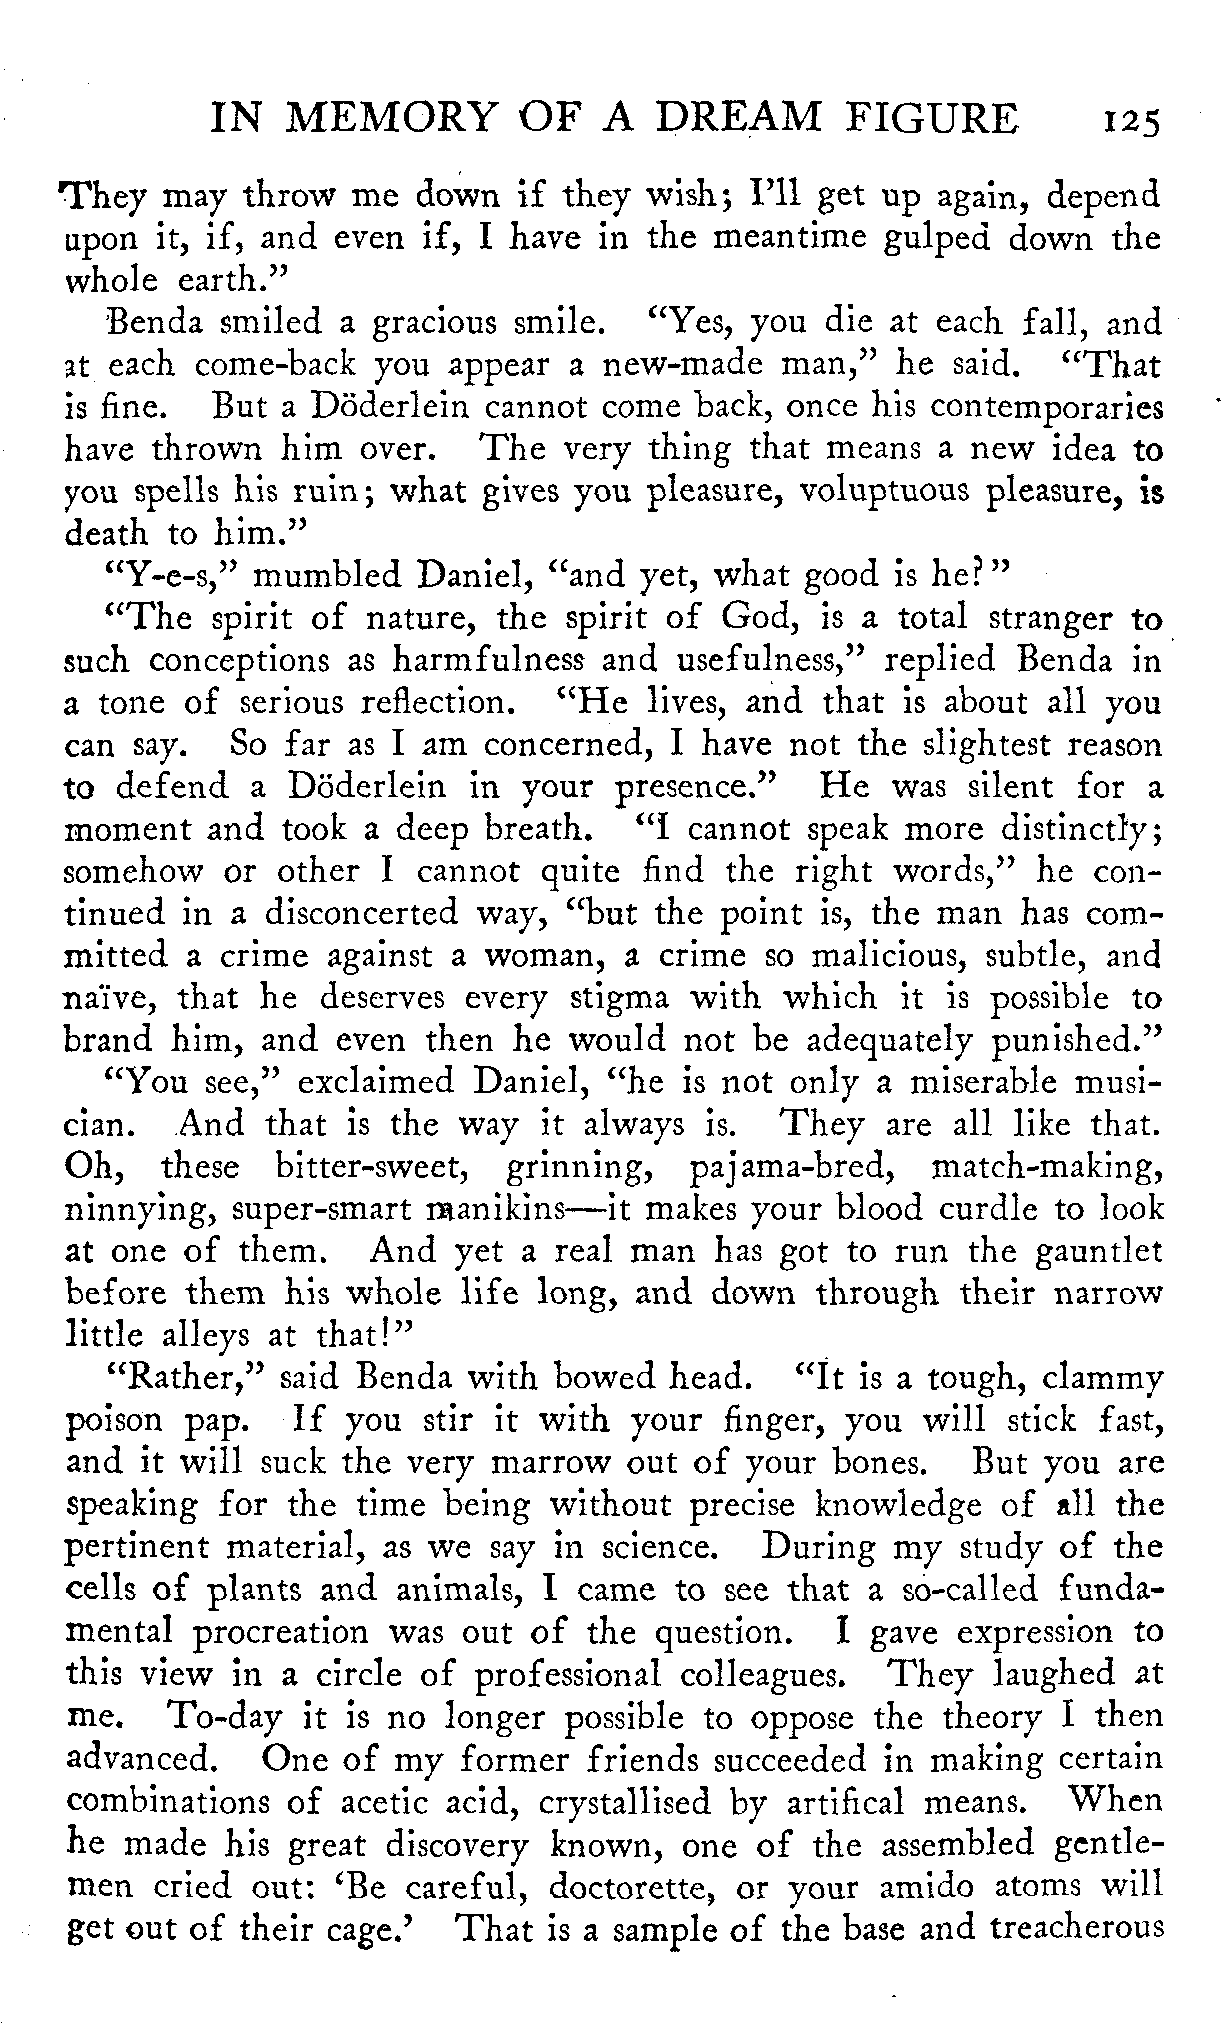 IN MEMORY OF A DREAM FIGURE 125
They may throw me down if they wish; I'll get up again, depend
upon it, if, and even if, I have in the meantime gulped down the
whole earth."
Benda smiled a gracious smile. "Yes, you die at each fall, and
at each come-back you appear a new-made man," he said. "That
is fine. But a Döderlein cannot come back, once his contemporaries
have thrown him over. The very thing that means a new idea to
you spells his ruin; what gives you pleasure, voluptuous pleasure, is
death to him."
"Y-e-s," mumbled Daniel, "and yet, what good is he?"
"The spirit of nature, the spirit of God, is a total stranger to
such conceptions as harmfulness and usefulness," replied Benda in
a tone of serious reflection. "He lives, and that is about all you
can say. So far as I am concerned, I have not the slightest reason
to defend a Döderlein in your presence." He was silent for a
moment and took a deep breath. "I cannot speak more distinctly;
somehow or other I cannot quite find the right words," he con-
tinued in a disconcerted way, "but the point is, the man has com-
mitted a crime against a woman, a crime so malicious, subtle, and
naïve, that he deserves every stigma with which it is possible to
brand him, and even then he would not be adequately punished."
"You see," exclaimed Daniel, "he is not only a miserable musi-
cian. And that is the way it always is. They are all like that.
Oh, these bitter-sweet, grinning, pajama-bred, match-making,
ninnying, super-smart manikins—it makes your blood curdle to look
at one of them. And yet a real man has got to run the gauntlet
before them his whole life long, and down through their narrow
little alleys at that!"
"Rather," said Benda with bowed head. "It is a tough, clammy
poison pap. If you stir it with your finger, you will stick fast,
and it will suck the very marrow out of your bones. But you are
speaking for the time being without precise knowledge of all the
pertinent material, as we say in science. During my study of the
cells of plants and animals, I came to see that a so-called funda-
mental procreation was out of the question. I gave expression to
this view in a circle of professional colleagues. They laughed at
me. To-day it is no longer possible to oppose the theory I then
advanced. One of my former friends succeeded in making certain
combinations of acetic acid, crystallised by artifical means. When
he made his great discovery known, one of the assembled gentle-
men cried out: 'Be careful, doctorette, or your amido atoms will
get out of their cage.' That is a sample of the base and treacherous